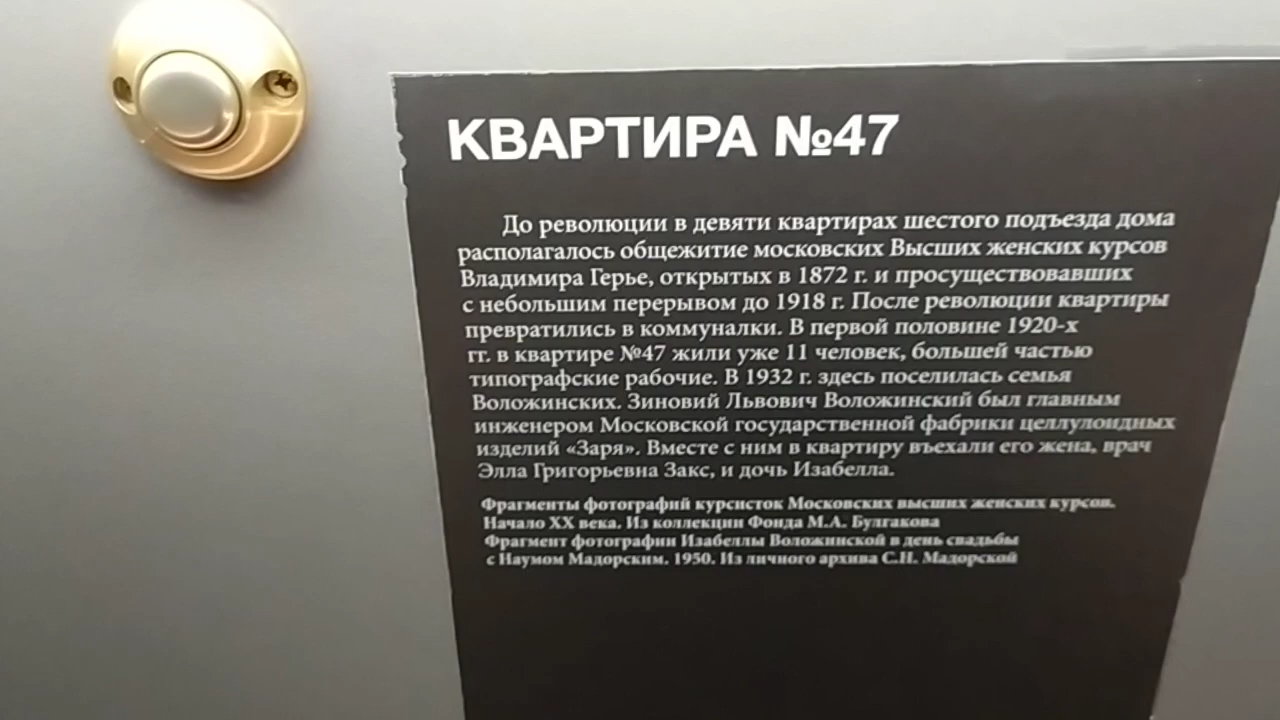 КВАРТИРА №47
До революции в девяти квартирах шестого подъезда дома
располагалось общежитие московских Высших женских курсов
Владимира Герье, открытых в 1872 г. и просуществовавших
с небольшим перерывом до 1918 г. После революции квартиры
превратились в коммуналки. В первой половине 1920-х
гг. в квартире №47 жили уже 11 человек, большей частью
типографские рабочие. В 1932 г. здесь поселилась семья
Воложинских. Зиновий Львович Воложинский был главным
инженером Московской государственной фабрики целлулоидных
изделий «Заря». Вместе с ним в квартиру въехали его жена, врач
Элла Григорьевна Закс, и дочь Изабелла.
Фрагменты фотографий курсисток Московских высших женских курсов.
Начало XX века. Из коллекции Фонда М.А. Булгакова
Фрагмент фотографии Изабеллы Воложинской в день свадьбы
с Наумом Мадорским. 1950. Из личного архива С.Н. Мадорской